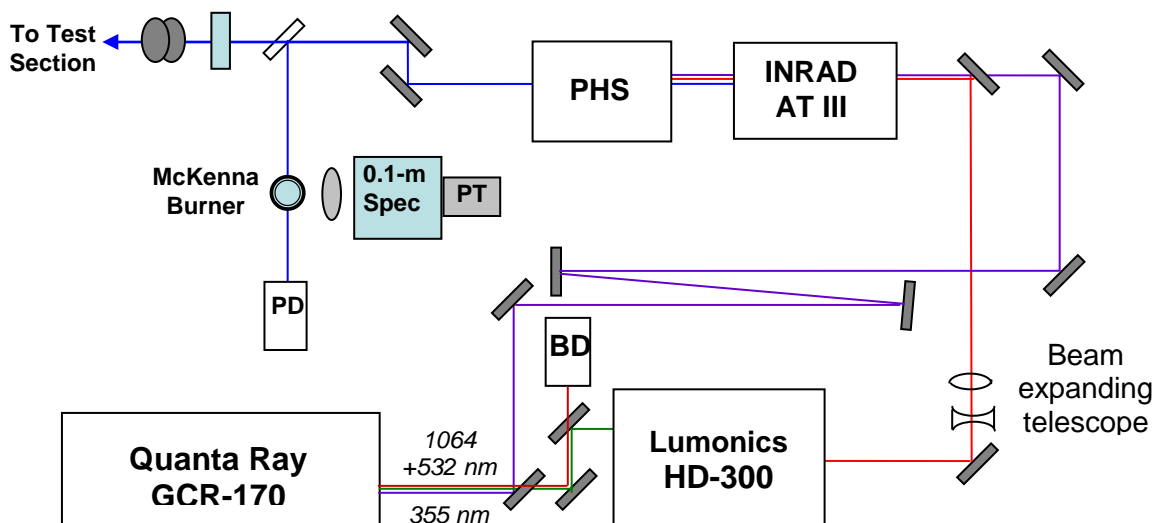 To Test
Section
PHS
INRAD
AT III
McKenna
Burner
0.1-m
Spec
PT
PD
BD
Beam
expanding
telescope
Quanta Ray
GCR-170
1064
+532 nm
355 nm
Lumonics
HD-300